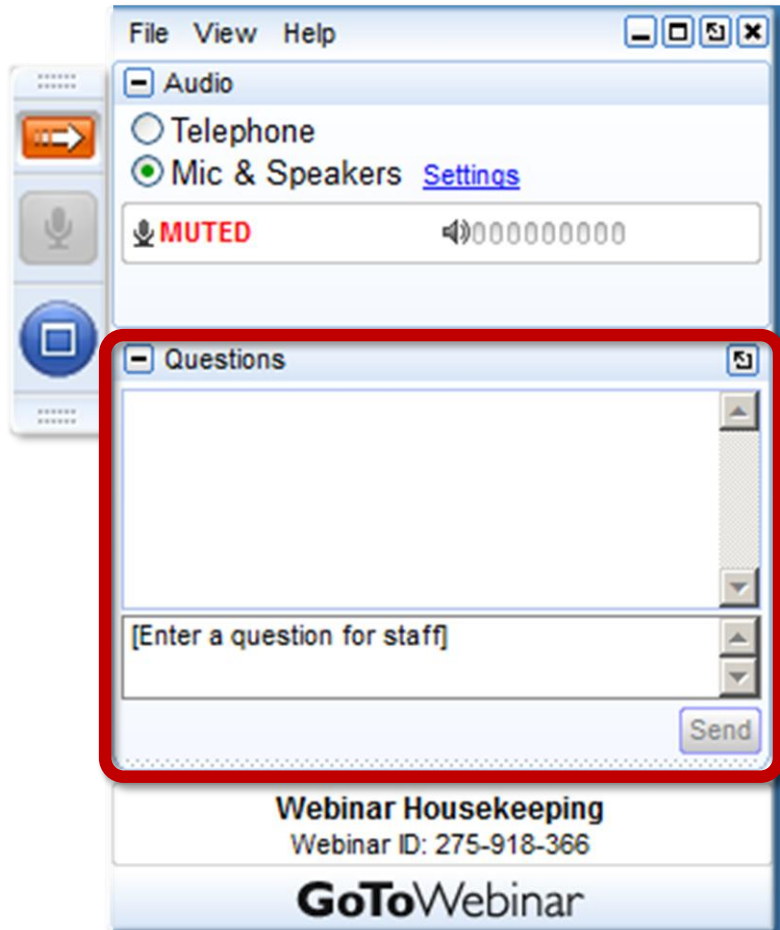 File View Help
Audio
Telephone
Mic & Speakers Settings
MUTED 000000000
Questions
[Enter a question for staff]
Send
Webinar Housekeeping
Webinar ID: 275-918-366
GoToWebinar